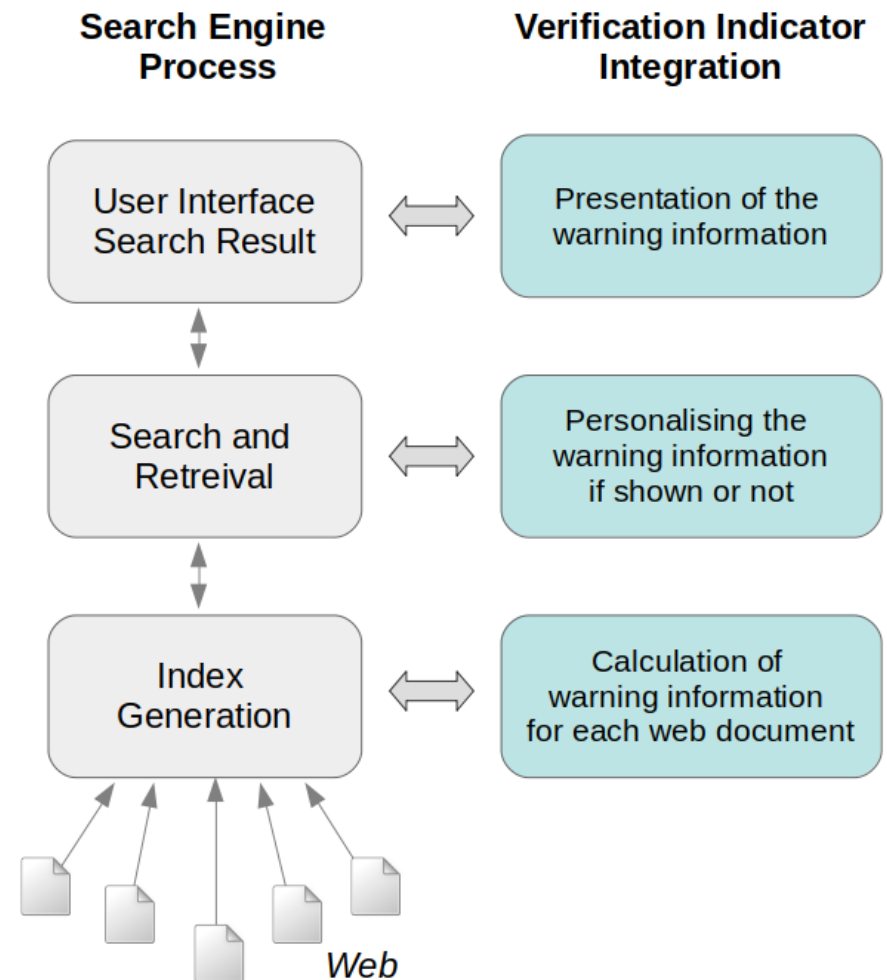 Search Engine
Process
Verification Indicator
Integration
User Interface
Search Result
Presentation of the
warning information
Search and
Retreival
Personalising the
warning information
if shown or not
Index
Generation
Calculation of
warning information
for each web document
Web